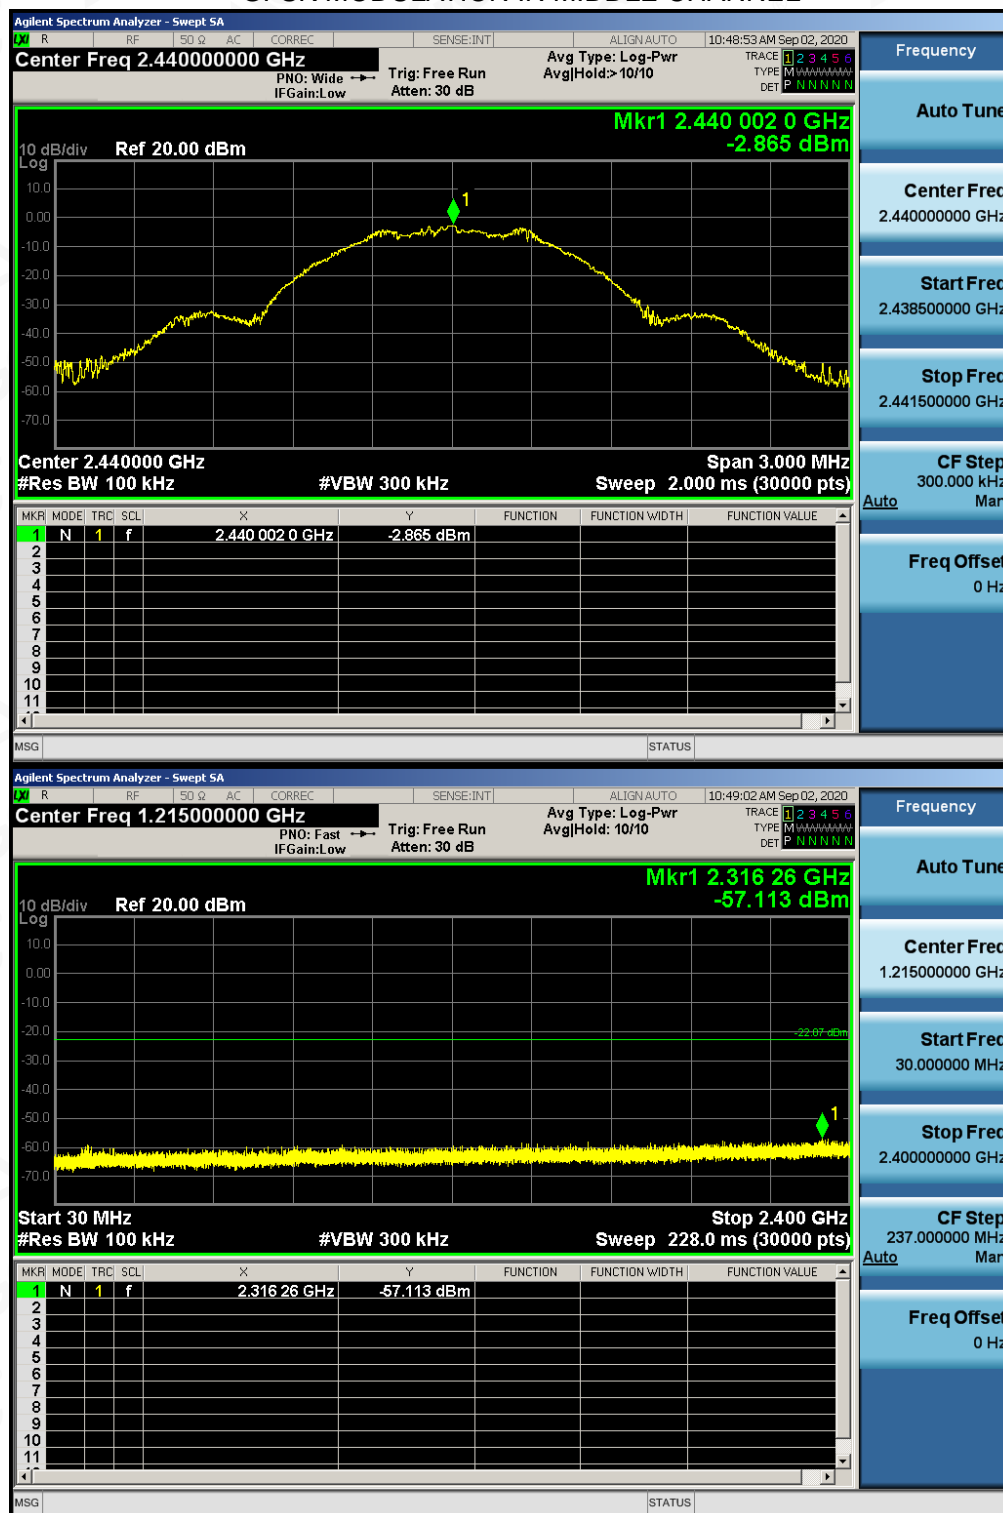 MODULATION IN MIDDLE CHANNEL
Agilent Spectrum Analyzer - Swept SA
LXI R RF 50 Ω AC CORREC SENSE:INT ALIGN AUTO 10:48:53 AM Sep 02, 2020
Center Freq 2.440000000 GHz
PNO: Wide
IFGain:Low
Trig: Free Run
Atten: 30 dB
Avg Type: Log-Pwr
Avg|Hold:>10/10
TRACE 1 2 3 4 5 6
TYPE M WWWWW
DET P N N N N N
Mkr1 2.440 002 0 GHz
-2.865 dBm
10 dB/div Ref 20.00 dBm
Log
10.0
0.00
-10.0
-20.0
-30.0
-40.0
-50.0
-60.0
-70.0
1
Center 2.440000 GHz Span 3.000 MHz
#Res BW 100 kHz #VBW 300 kHz Sweep 2.000 ms (30000 pts)
MKR MODE TRC SCL X Y FUNCTION FUNCTION WIDTH FUNCTION VALUE
1 N 1 f 2.440 002 0 GHz -2.865 dBm
2
3
4
5
6
7
8
9
10
11
MSG STATUS
Frequency
Auto Tune
Center Freq
2.440000000 GHz
Start Freq
2.438500000 GHz
Stop Freq
2.441500000 GHz
CF Step
300.000 kHz
Auto Man
Freq Offset
0 Hz
Agilent Spectrum Analyzer - Swept SA
LXI R RF 50 Ω AC CORREC SENSE:INT ALIGN AUTO 10:49:02 AM Sep 02, 2020
Center Freq 1.215000000 GHz
PNO: Fast
IFGain:Low
Trig: Free Run
Atten: 30 dB
Avg Type: Log-Pwr
Avg|Hold: 10/10
TRACE 1 2 3 4 5 6
TYPE M WWWWW
DET P N N N N N
Mkr1 2.316 26 GHz
-57.113 dBm
10 dB/div Ref 20.00 dBm
Log
10.0
0.00
-10.0
-20.0
-30.0
-40.0
-50.0
-60.0
-70.0
-22.07 dBm
1
Start 30 MHz Stop 2.400 GHz
#Res BW 100 kHz #VBW 300 kHz Sweep 228.0 ms (30000 pts)
MKR MODE TRC SCL X Y FUNCTION FUNCTION WIDTH FUNCTION VALUE
1 N 1 f 2.316 26 GHz -57.113 dBm
2
3
4
5
6
7
8
9
10
11
MSG STATUS
Frequency
Auto Tune
Center Freq
1.215000000 GHz
Start Freq
30.000000 MHz
Stop Freq
2.400000000 GHz
CF Step
237.000000 MHz
Auto Man
Freq Offset
0 Hz